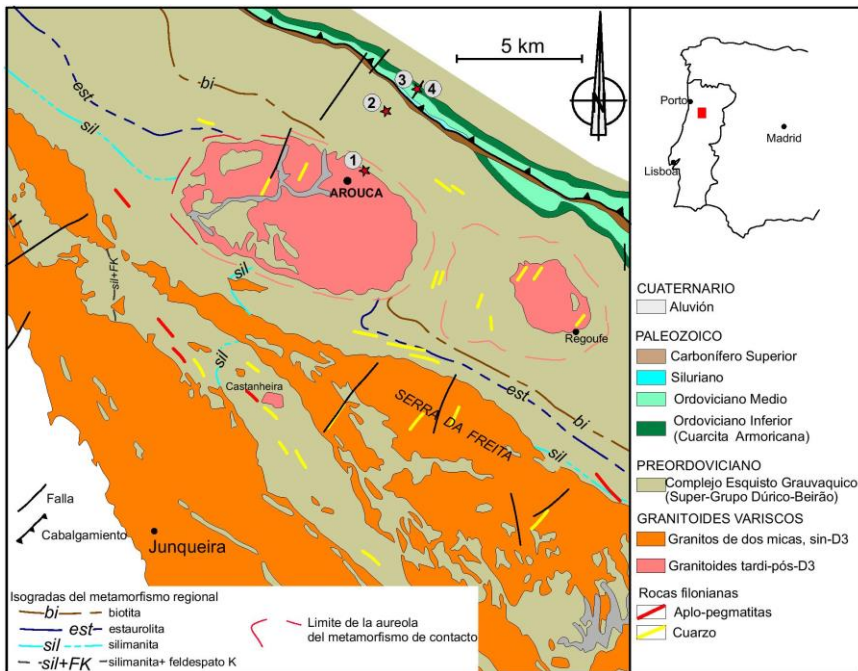 5 km
N
bi
est
sil
3
4
2
1
AROUCA
sil+FK
sil
sil
Castanheira
Regoufe
SERRA DA FREITA
est
bi
sil
Falla
Cabalgamiento
Junqueira
Isogradas del metamorfismo regional
bi biotita
est estaurolita
sil silimanita
sil+FK silimanita+ feldespato K
Limite de la aureola
del metamorfismo de contacto
Porto
Madrid
Lisboa
CUATERNARIO
Aluvión
PALEOZOICO
Carbonífero Superior
Siluriano
Ordoviciano Medio
Ordoviciano Inferior
(Cuarcita Armoricana)
PREORDOVICIANO
Complejo Esquisto Grauvaquico
(Super-Grupo Dúrico-Beirão)
GRANITOIDES VARISCOS
Granitos de dos micas, sin-D3
Granitoides tardi-pós-D3
Rocas filonianas
Aplo-pegmatitas
Cuarzo